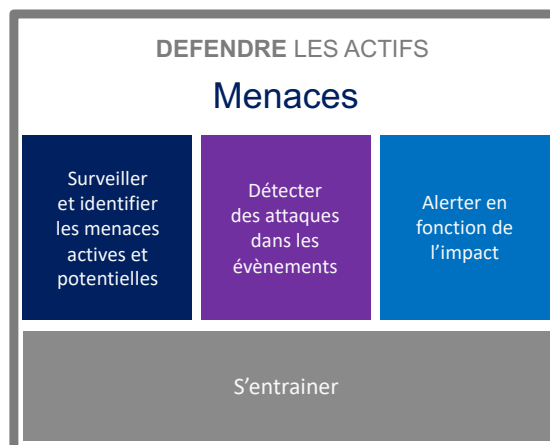 DEFENDRE LES ACTIFS
Menaces
Surveiller
et identifier
les menaces
actives et
potentielles
Détecter
des attaques
dans les
évènements
Alerter en
fonction de
l'impact
S'entrainer